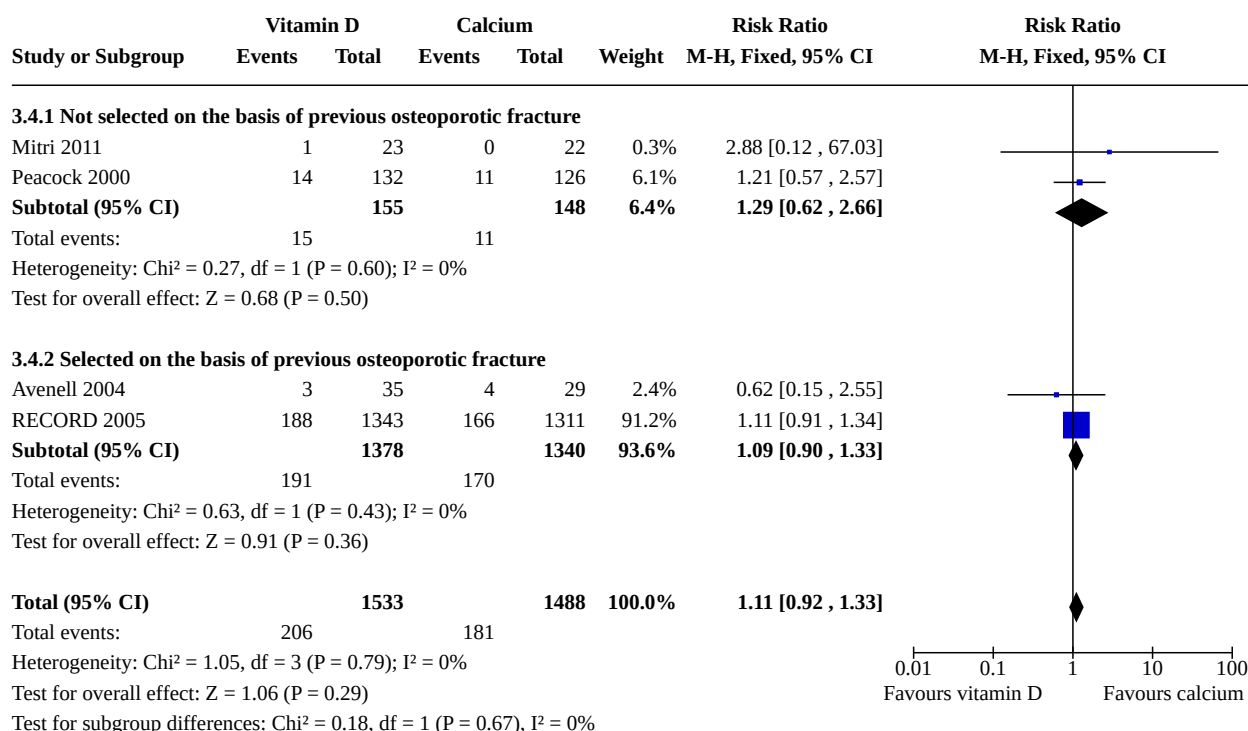 Vitamin D Calcium Risk Ratio Risk Ratio
Study or Subgroup Events Total Events Total Weight M-H, Fixed, 95% CI M-H, Fixed, 95% CI
3.4.1 Not selected on the basis of previous osteoporotic fracture
Mitri 2011 1 23 0 22 0.3% 2.88 [0.12 , 67.03]
Peacock 2000 14 132 11 126 6.1% 1.21 [0.57 , 2.57]
Subtotal (95% CI) 155 148 6.4% 1.29 [0.62 , 2.66]
Total events: 15 11
Heterogeneity: Chi² = 0.27, df = 1 (P = 0.60); I² = 0%
Test for overall effect: Z = 0.68 (P = 0.50)
3.4.2 Selected on the basis of previous osteoporotic fracture
Avenell 2004 3 35 4 29 2.4% 0.62 [0.15 , 2.55]
RECORD 2005 188 1343 166 1311 91.2% 1.11 [0.91 , 1.34]
Subtotal (95% CI) 1378 1340 93.6% 1.09 [0.90 , 1.33]
Total events: 191 170
Heterogeneity: Chi² = 0.63, df = 1 (P = 0.43); I² = 0%
Test for overall effect: Z = 0.91 (P = 0.36)
Total (95% CI) 1533 1488 100.0% 1.11 [0.92 , 1.33]
Total events: 206 181
Heterogeneity: Chi² = 1.05, df = 3 (P = 0.79); I² = 0%
0.01 0.1 1 10 100
Test for overall effect: Z = 1.06 (P = 0.29) Favours vitamin D Favours calcium
Test for subgroup differences: Chi² = 0.18, df = 1 (P = 0.67), I² = 0%